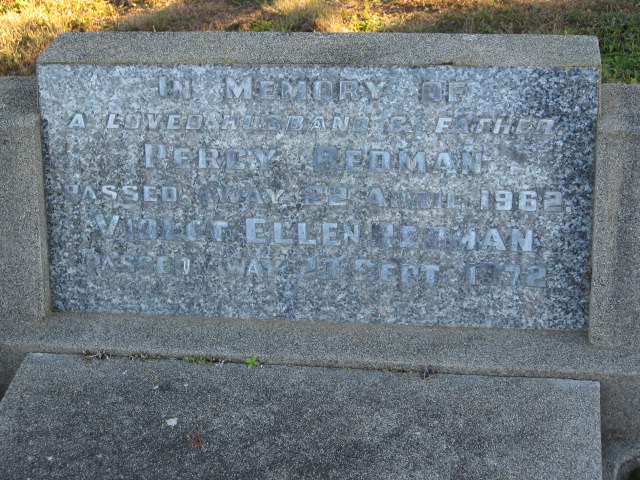 IN MEMORY OF
A LOVED HUSBAND & FATHER
PERCY REDMAN
PASSED AWAY 22 APRIL 1962.
VIOLET ELLEN REDMAN
PASSED AWAY SEPT 1972